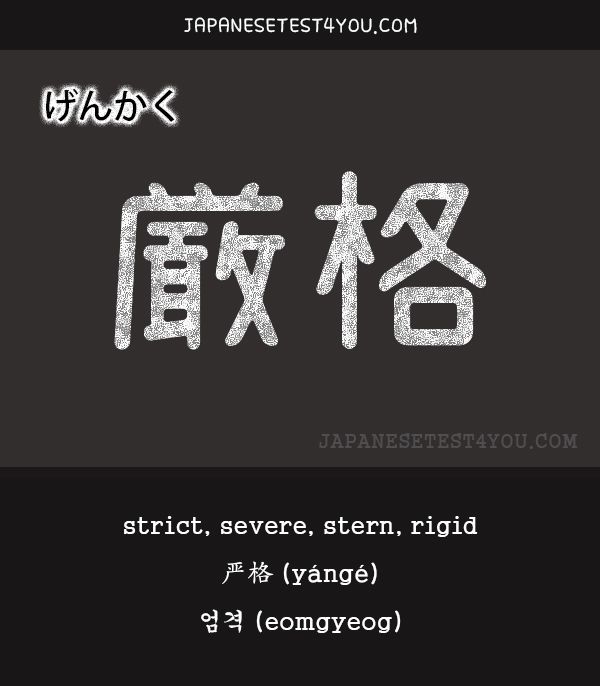 JAPANESETEST4YOU.COM
げんかく
厳格
JAPANESETEST4YOU.COM
strict, severe, stern, rigid
严格 (yángé)
엄격 (eomgyeog)